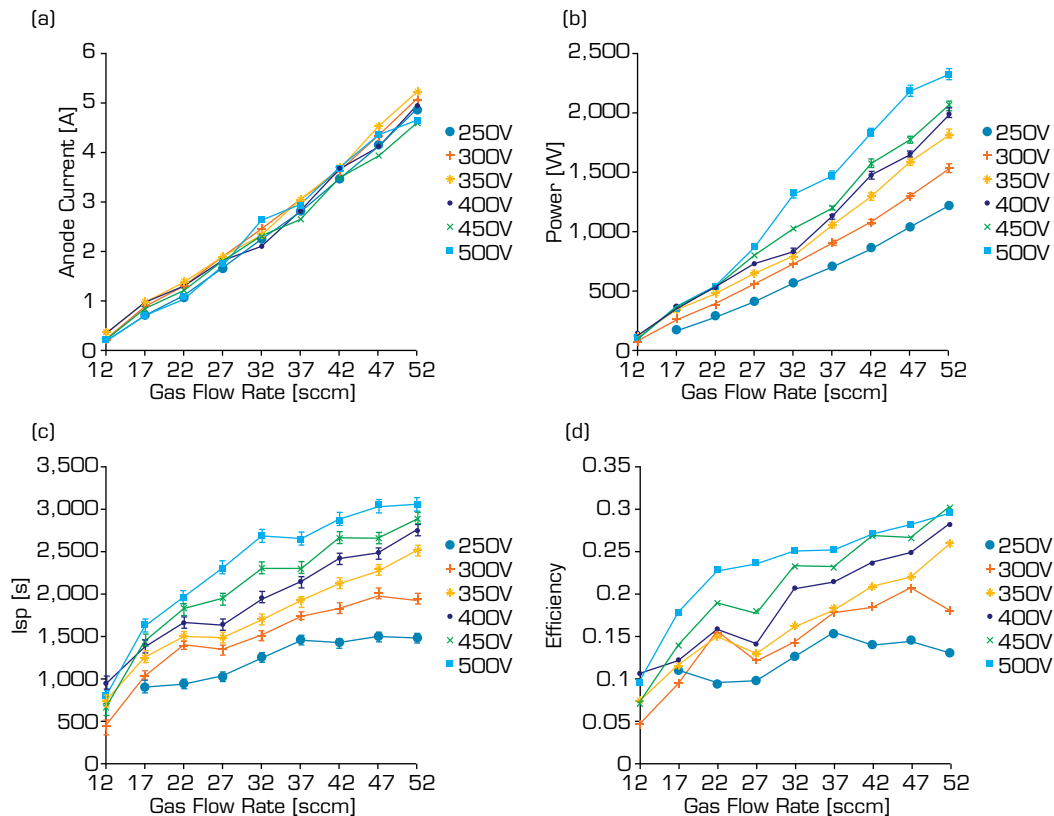 (a)
Anode Current [A]
6
5
4
3
2
1
0
12 17 22 27 32 37 42 47 52
Gas Flow Rate [sccm]
250V
300V
350V
400V
450V
500V
(b)
Power [W]
2,500
2,000
1,500
1,000
500
0
12 17 22 27 32 37 42 47 52
Gas Flow Rate [sccm]
250V
300V
350V
400V
450V
500V
(c)
Isp [s]
3,500
3,000
2,500
2,000
1,500
1,000
500
0
12 17 22 27 32 37 42 47 52
Gas Flow Rate [sccm]
250V
300V
350V
400V
450V
500V
(d)
Efficiency
0.35
0.3
0.25
0.2
0.15
0.1
0.05
0
12 17 22 27 32 37 42 47 52
Gas Flow Rate [sccm]
250V
300V
350V
400V
450V
500V